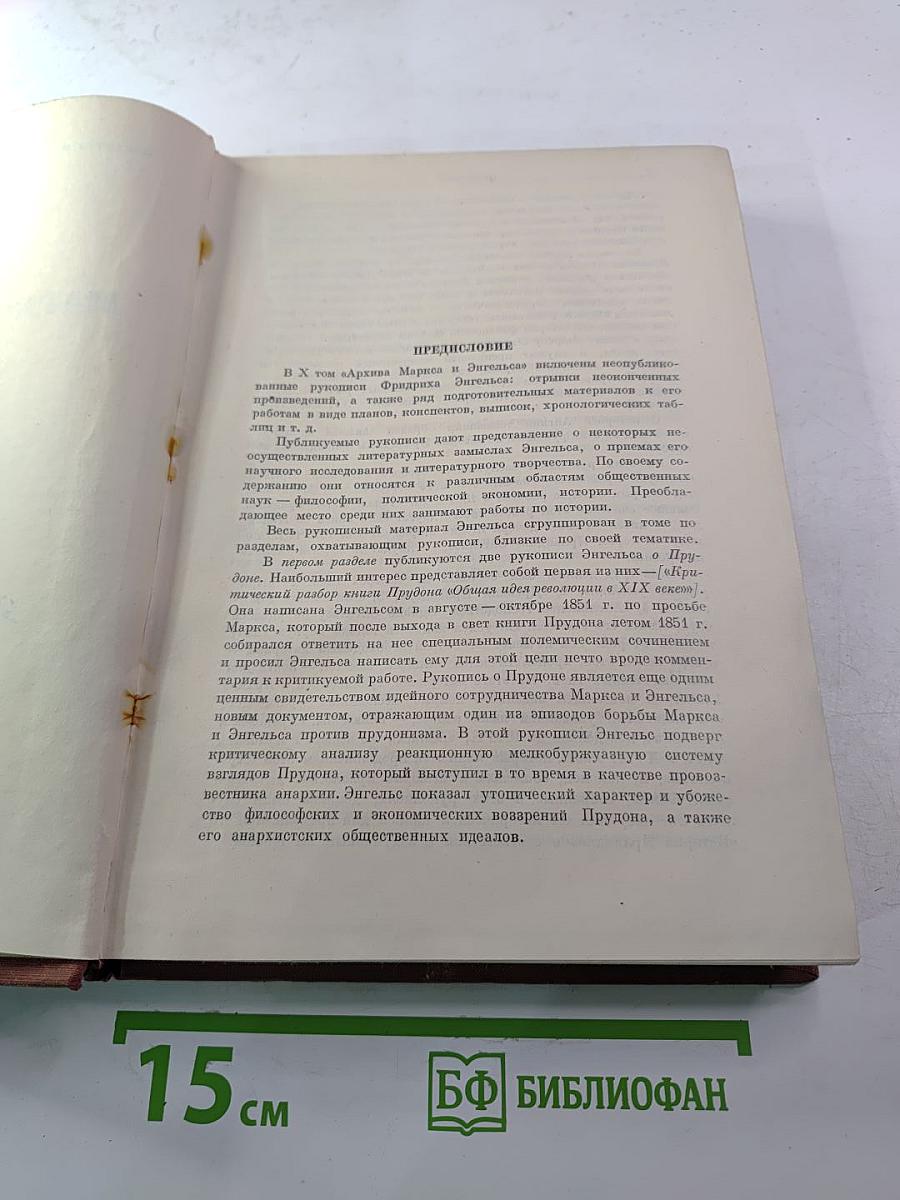 ПРЕДИСЛОВИЕ
В X том «Архива Маркса и Энгельса» включены неопублико-
ванные рукописи Фридриха Энгельса: отрывки неоконченных
произведений, а также ряд подготовительных материалов к его
работам в виде планов, конспектов, выписок, хронологических таб-
лиц и т. д.
Публикуемые рукописи дают представление о некоторых не-
осуществленных литературных замыслах Энгельса, о приемах его
научного исследования и литературного творчества. По своему со-
держанию они относятся к различным областям общественных
наук — философии, политической экономии, истории. Преобла-
дающее место среди них занимают работы по истории.
Весь рукописный материал Энгельса сгруппирован в томе по
разделам, охватывающим рукописи, близкие по своей тематике.
В первом разделе публикуются две рукописи Энгельса о Пру-
доне. Наибольший интерес представляет собой первая из них—[«Кри-
тический разбор книги Прудона «Общая идея революции в XIX веке»»].
Она написана Энгельсом в августе — октябре 1851 г. по просьбе
Маркса, который после выхода в свет книги Прудона летом 1851 г.
собирался ответить на нее специальным полемическим сочинением
и просил Энгельса написать ему для этой цели нечто вроде коммен-
тария к критикуемой работе. Рукопись о Прудоне является еще одним
ценным свидетельством идейного сотрудничества Маркса и Энгельса,
новым документом, отражающим один из эпизодов борьбы Маркса
и Энгельса против прудонизма. В этой рукописи Энгельс подверг
критическому анализу реакционную мелкобуржуазную систему
взглядов Прудона, который выступил в то время в качестве провоз-
вестника анархии. Энгельс показал утопический характер и убоже-
ство философских и экономических воззрений Прудона, а также
его анархистских общественных идеалов.
15 см
БФ БИБЛИОФАН